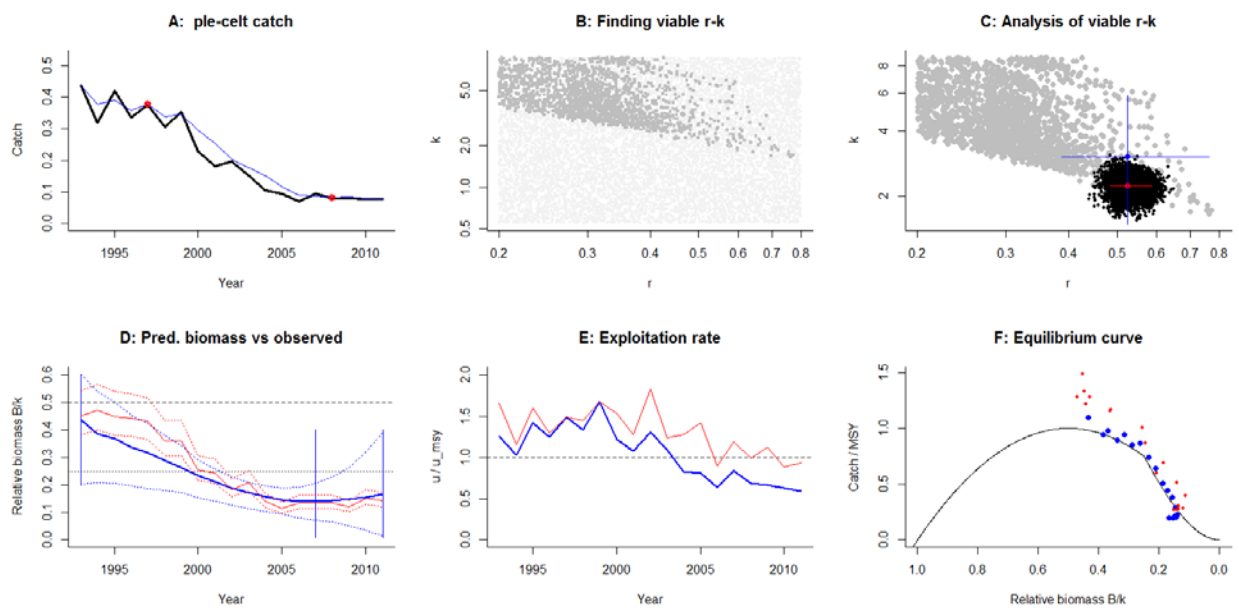 A:  ple-celt catch
Catch
0.0 0.1 0.2 0.3 0.4 0.5
1995 2000 2005 2010
Year
B: Finding viable r-k
k
0.5 1.0 2.0 5.0
0.2 0.3 0.4 0.5 0.6 0.7 0.8
r
C: Analysis of viable r-k
k
2 4 6 8
0.2 0.3 0.4 0.5 0.6 0.7 0.8
r
D: Pred. biomass vs observed
Relative biomass B/k
0.0 0.1 0.2 0.3 0.4 0.5 0.6
1995 2000 2005 2010
Year
E: Exploitation rate
u / u_msy
0.0 0.5 1.0 1.5 2.0
1995 2000 2005 2010
Year
F: Equilibrium curve
Catch / MSY
0.0 0.5 1.0 1.5
1.0 0.8 0.6 0.4 0.2 0.0
Relative biomass B/k